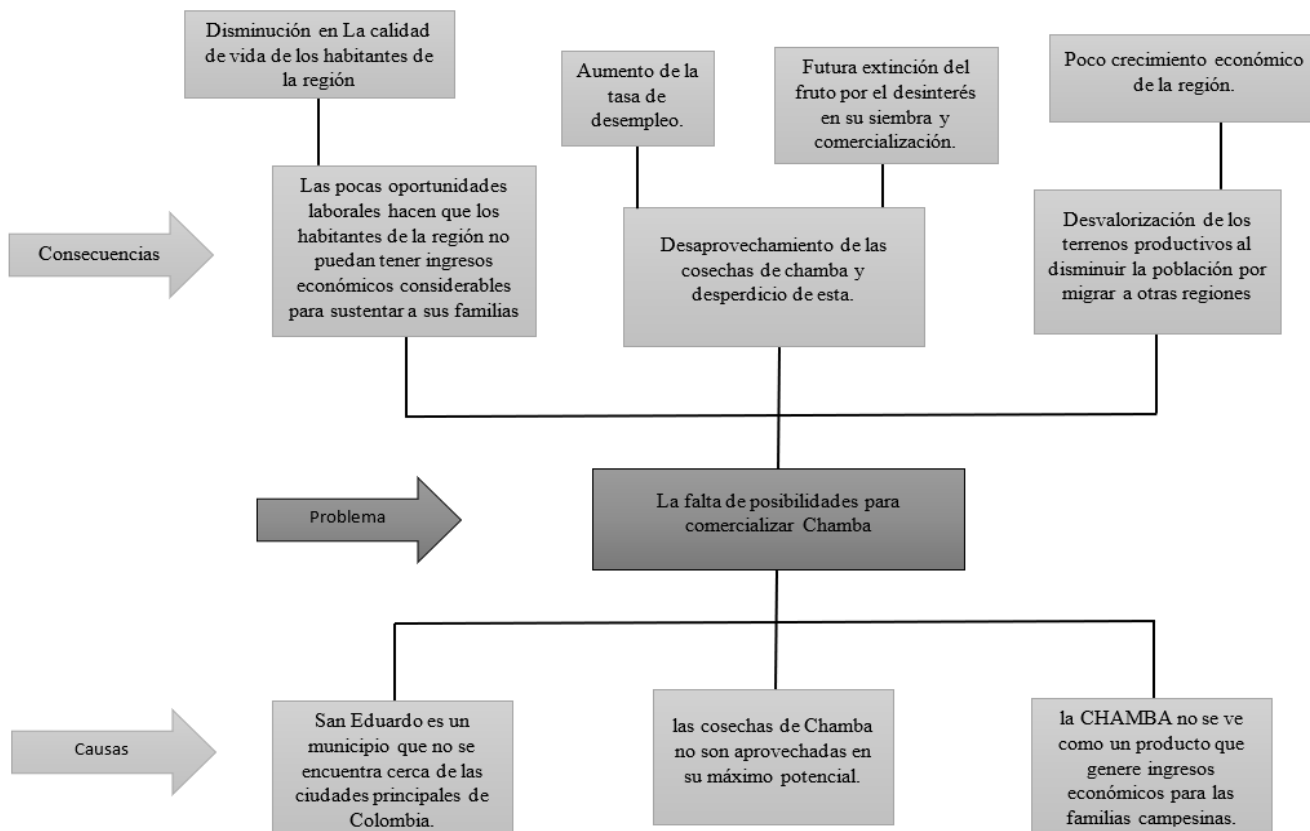 Disminución en La calidad
de vida de los habitantes de
la región
Aumento de la
tasa de
desempleo.
Futura extinción del
fruto por el desinterés
en su siembra y
comercialización.
Poco crecimiento económico
de la región.
Consecuencias
Las pocas oportunidades
laborales hacen que los
habitantes de la región no
puedan tener ingresos
económicos considerables
para sustentar a sus familias
Desaprovechamiento de las
cosechas de chamba y
desperdicio de esta.
Desvalorización de los
terrenos productivos al
disminuir la población por
migrar a otras regiones
Problema
La falta de posibilidades para
comercializar Chamba
Causas
San Eduardo es un
municipio que no se
encuentra cerca de las
ciudades principales de
Colombia.
las cosechas de Chamba
no son aprovechadas en
su máximo potencial.
la CHAMBA no se ve
como un producto que
genere ingresos
económicos para las
familias campesinas.